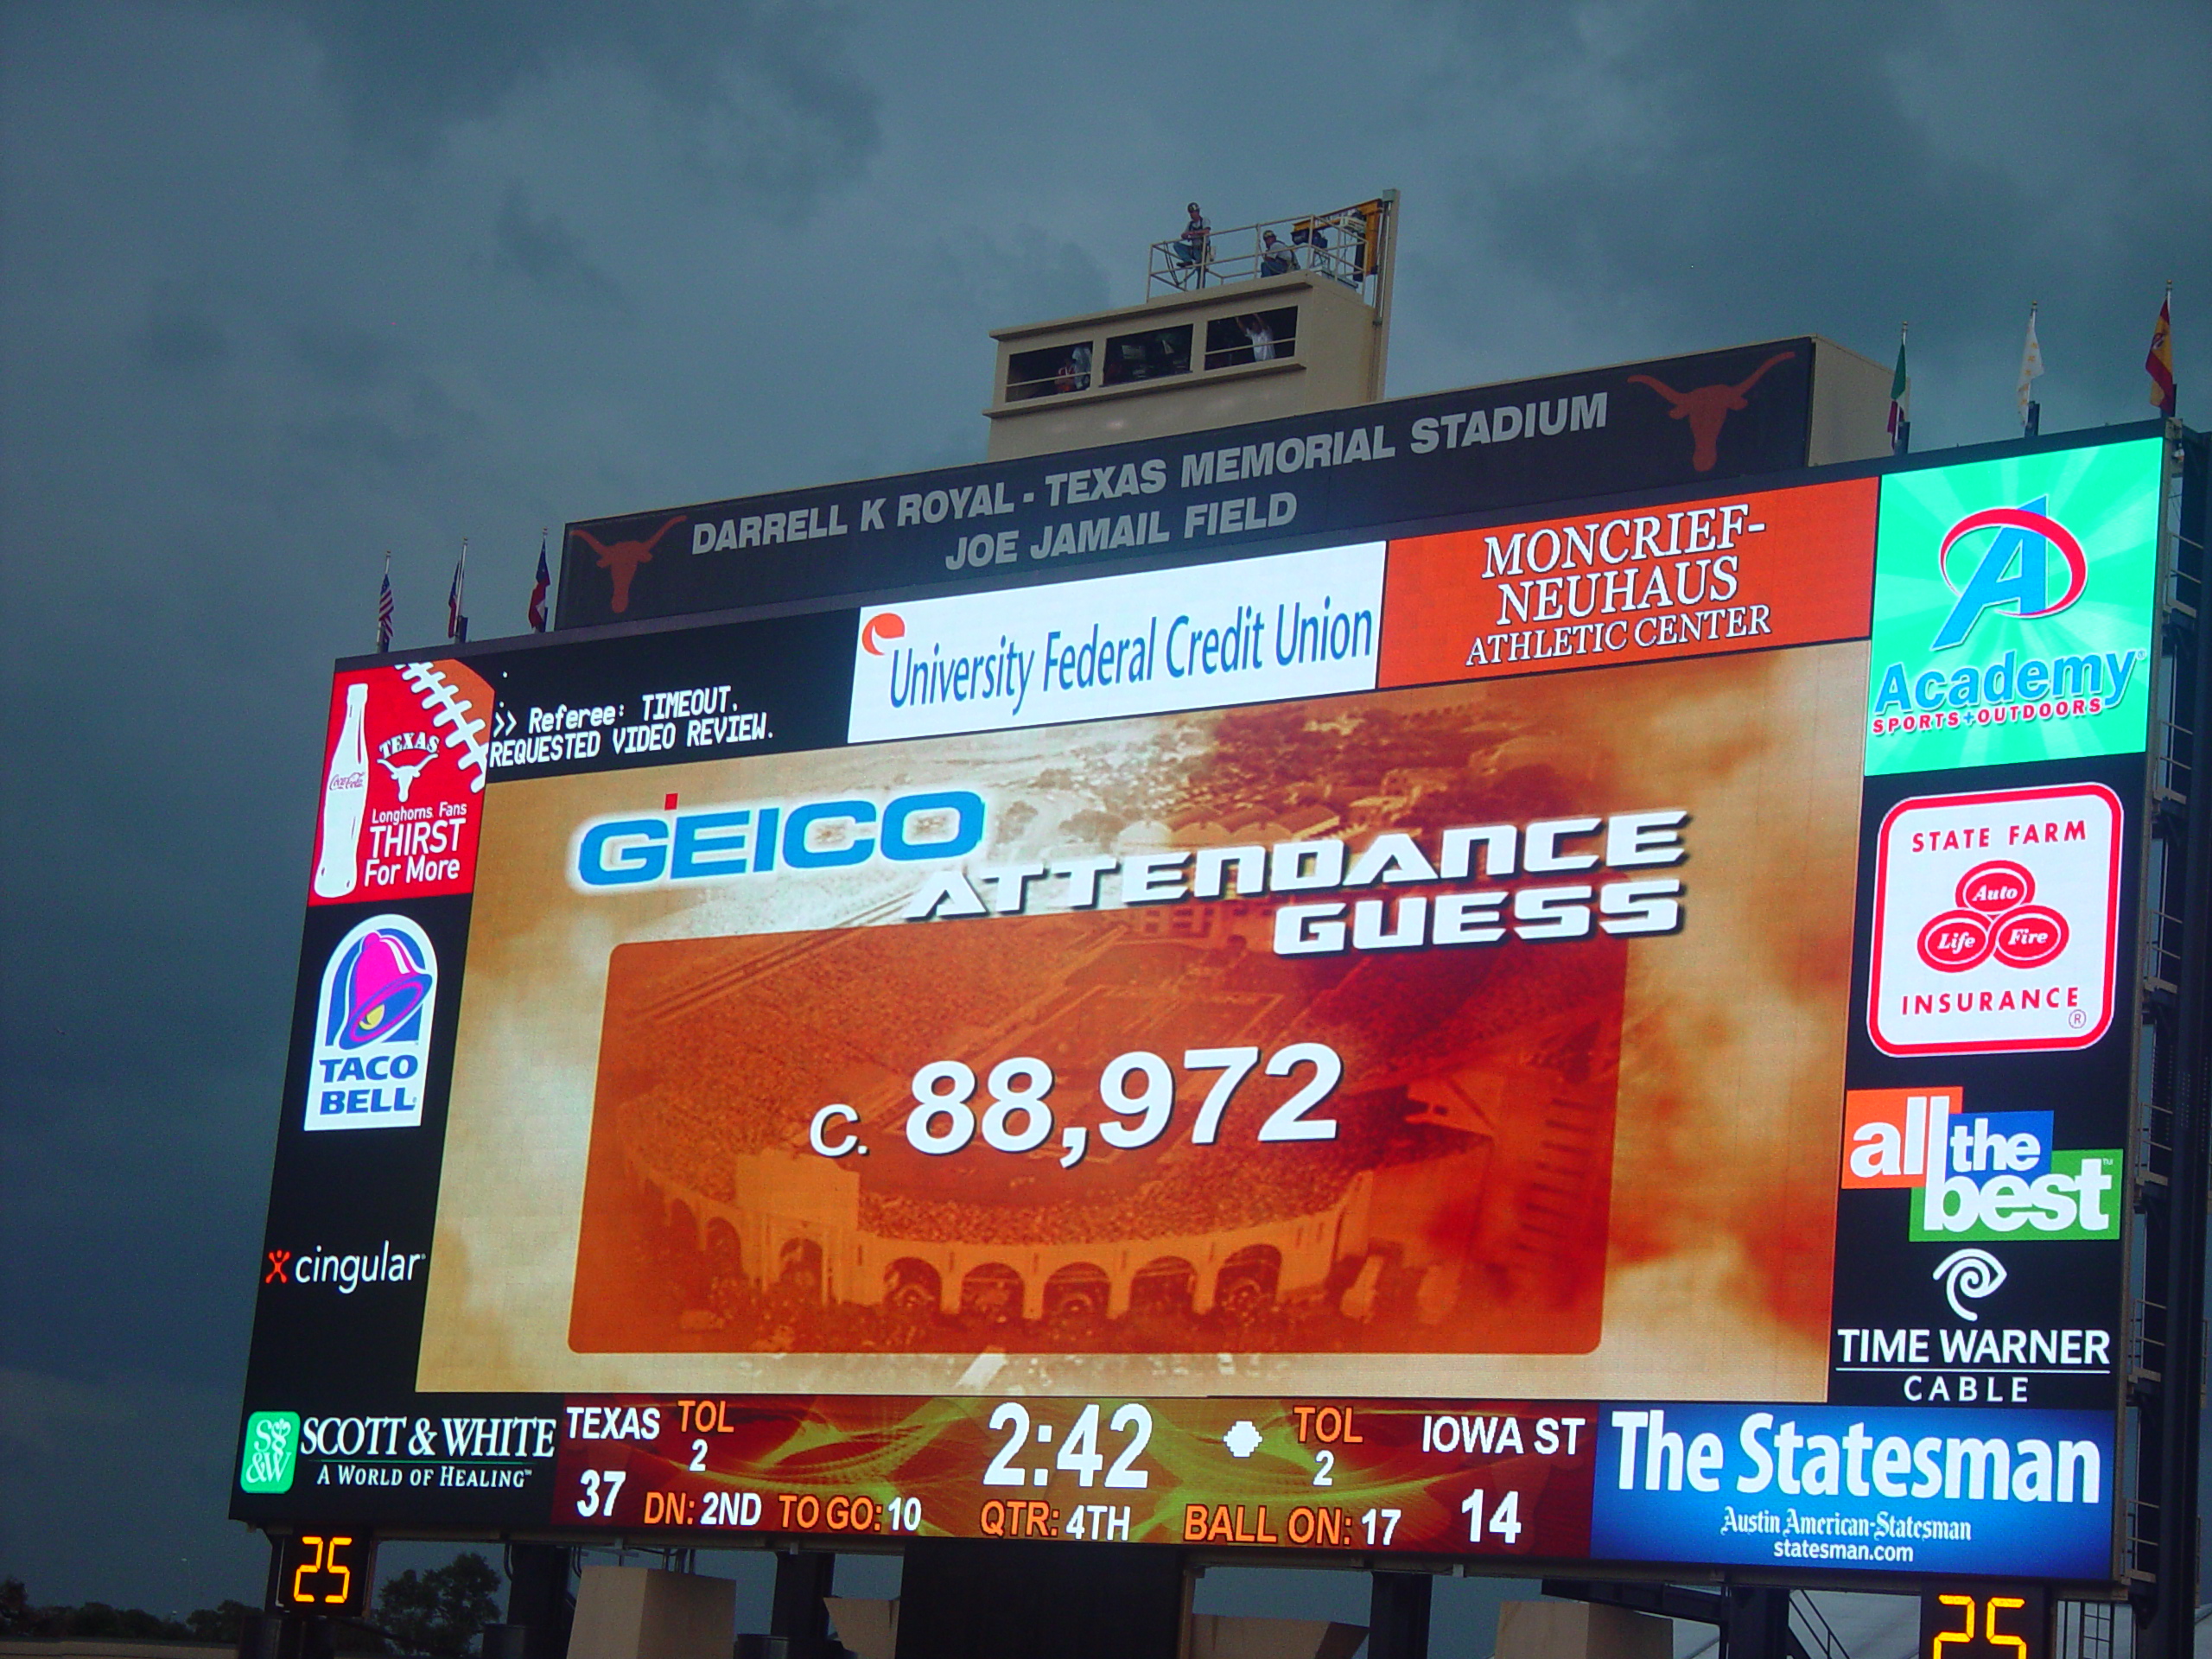 DARRELL K ROYAL - TEXAS MEMORIAL STADIUM
JOE JAMAIL FIELD
>> Referee: TIMEOUT.
REQUESTED VIDEO REVIEW.
University Federal Credit Union
MONCRIEF-
NEUHAUS
ATHLETIC CENTER
A
Academy
SPORTS+OUTDOORS
Coca-Cola
TEXAS
Longhorns Fans
THIRST
For More
GEICO
ATTENDANCE
GUESS
C. 88,972
STATE FARM
Auto
Life Fire
INSURANCE
®
TACO
BELL
all the
best™
cingular
TIME WARNER
CABLE
S&W
SCOTT & WHITE
A WORLD OF HEALING™
TEXAS TOL 2:42 TOL IOWA ST
2 2
37 DN: 2ND TO GO: 10 QTR: 4TH BALL ON: 17 14
The Statesman
Austin American-Statesman
statesman.com
25
25